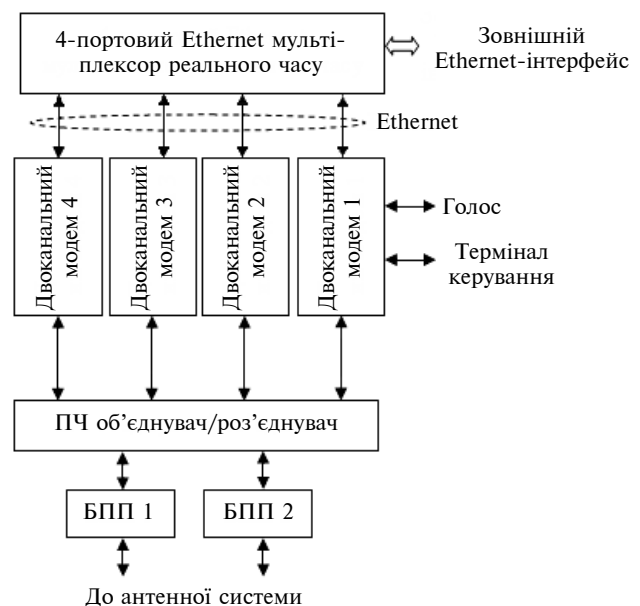 4-портовий Ethernet мульті-
плексор реального часу
Зовнішній
Ethernet-інтерфейс
Ethernet
Двоканальний
модем 4
Двоканальний
модем 3
Двоканальний
модем 2
Двоканальний
модем 1
Голос
Термінал
керування
ПЧ об’єднувач/роз’єднувач
БПП 1
БПП 2
До антенної системи